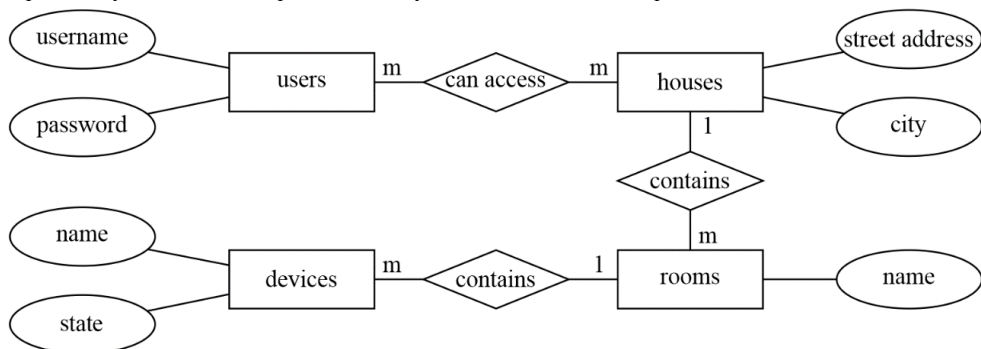 username
street address
users
m
can access
m
houses
password
1
city
contains
name
m
devices
m
contains
1
rooms
name
state